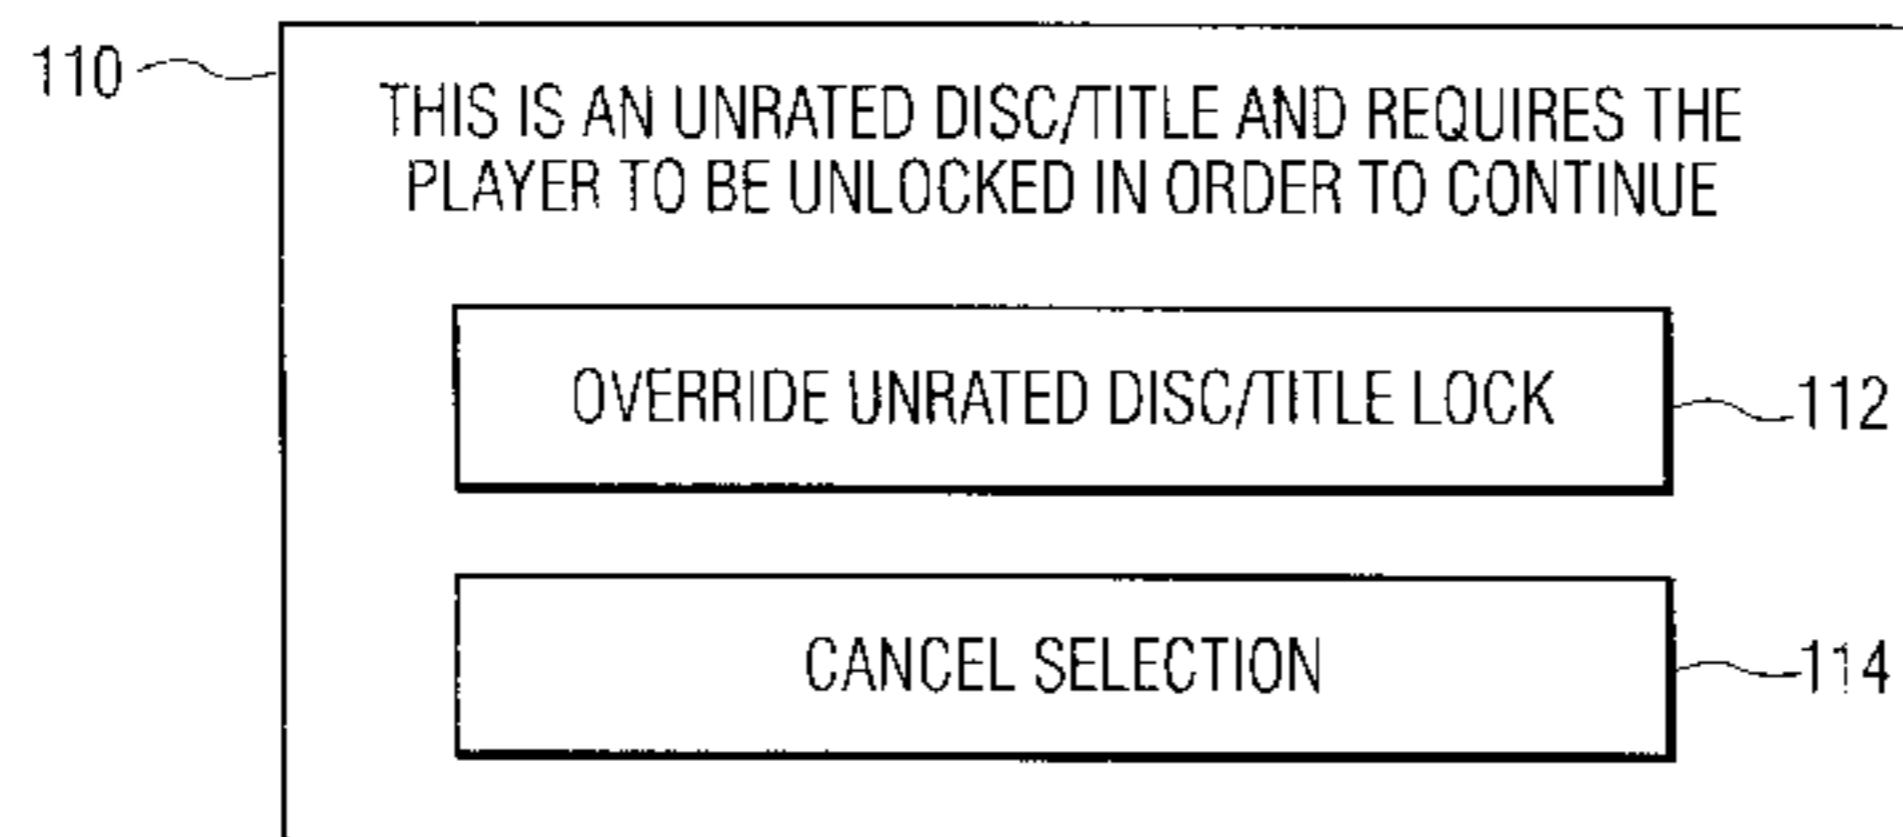 110
THIS IS AN UNRATED DISC/TITLE AND REQUIRES THE
PLAYER TO BE UNLOCKED IN ORDER TO CONTINUE
OVERRIDE UNRATED DISC/TITLE LOCK
112
CANCEL SELECTION
114